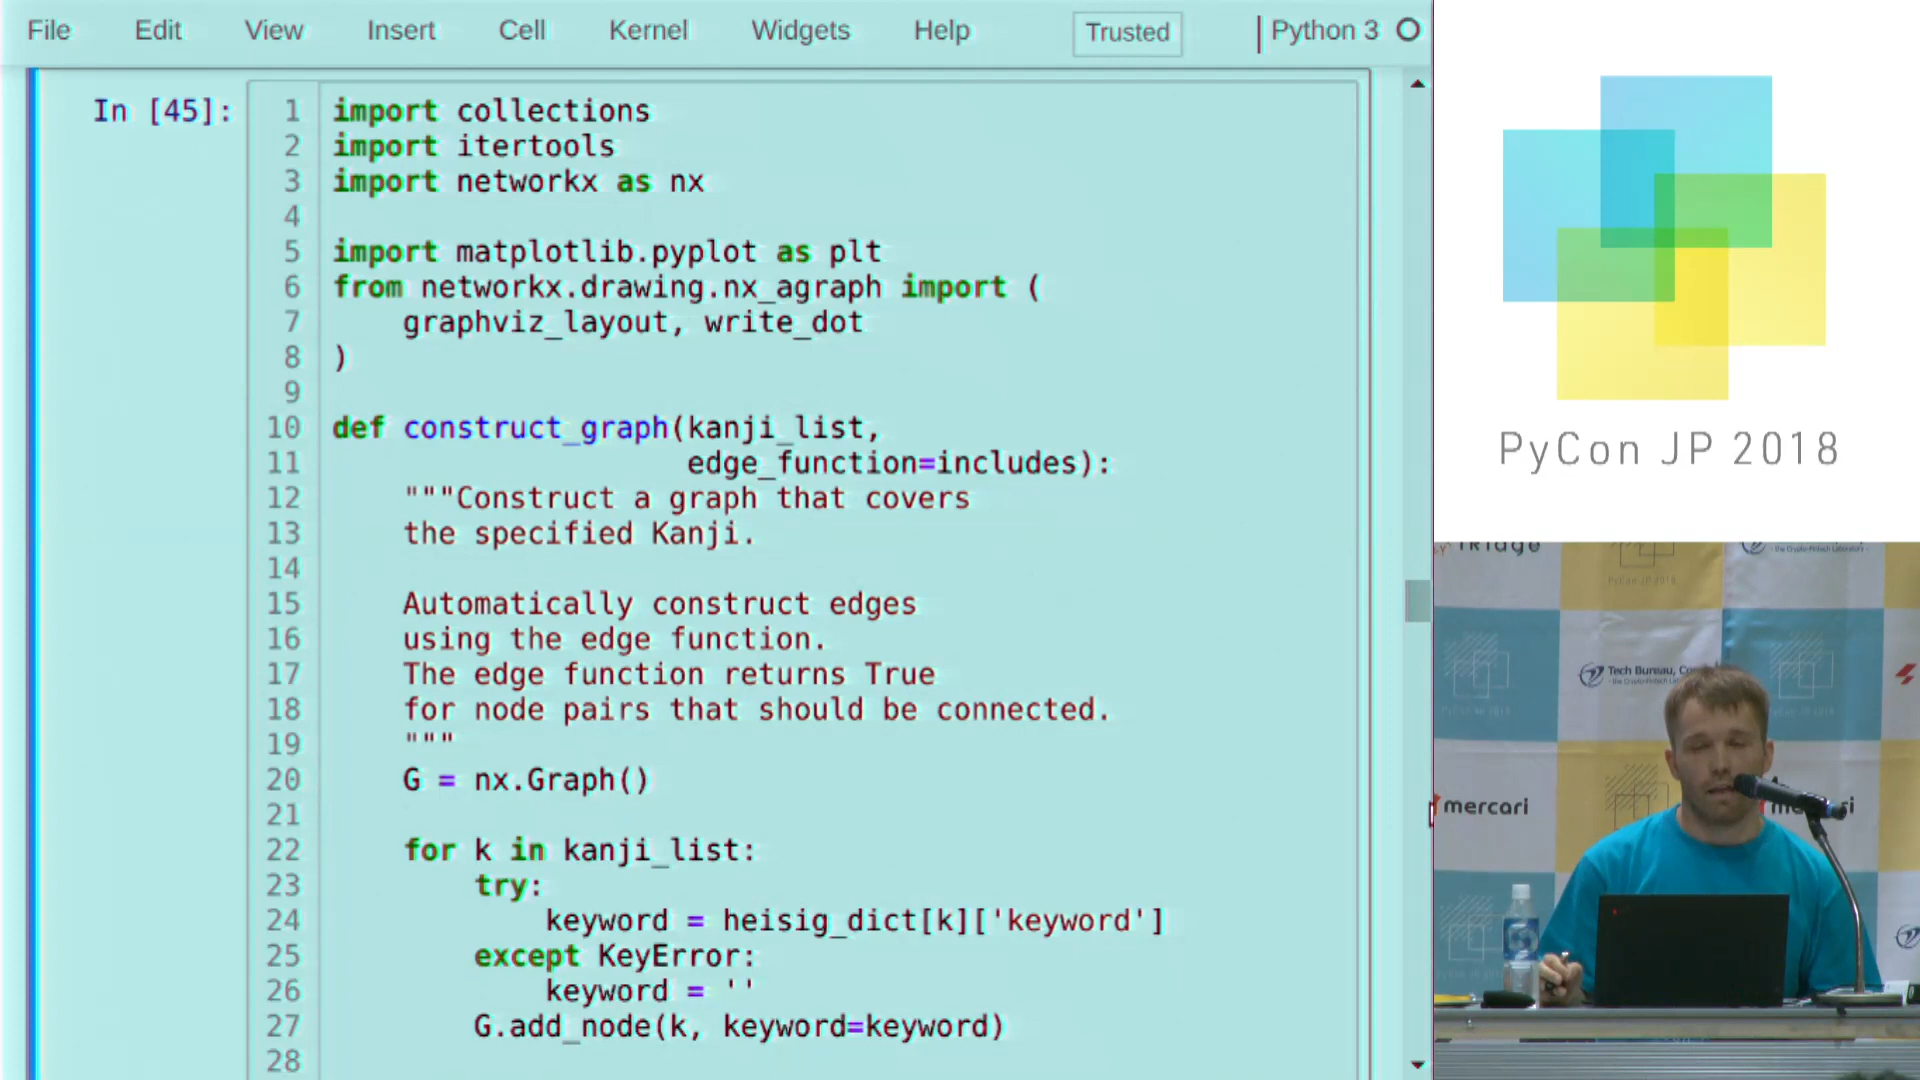 File Edit View Insert Cell Kernel Widgets Help Trusted Python 3
In [45]:
1 import collections
2 import itertools
3 import networkx as nx
4
5 import matplotlib.pyplot as plt
6 from networkx.drawing.nx_agraph import (
7     graphviz_layout, write_dot
8 )
9
10 def construct_graph(kanji_list,
11                     edge_function=includes):
12     """Construct a graph that covers
13     the specified Kanji.
14
15     Automatically construct edges
16     using the edge function.
17     The edge function returns True
18     for node pairs that should be connected.
19     """
20     G = nx.Graph()
21
22     for k in kanji_list:
23         try:
24             keyword = heisig_dict[k]['keyword']
25         except KeyError:
26             keyword = ''
27         G.add_node(k, keyword=keyword)
28
PyCon JP 2018
Tech Bureau,
mercari